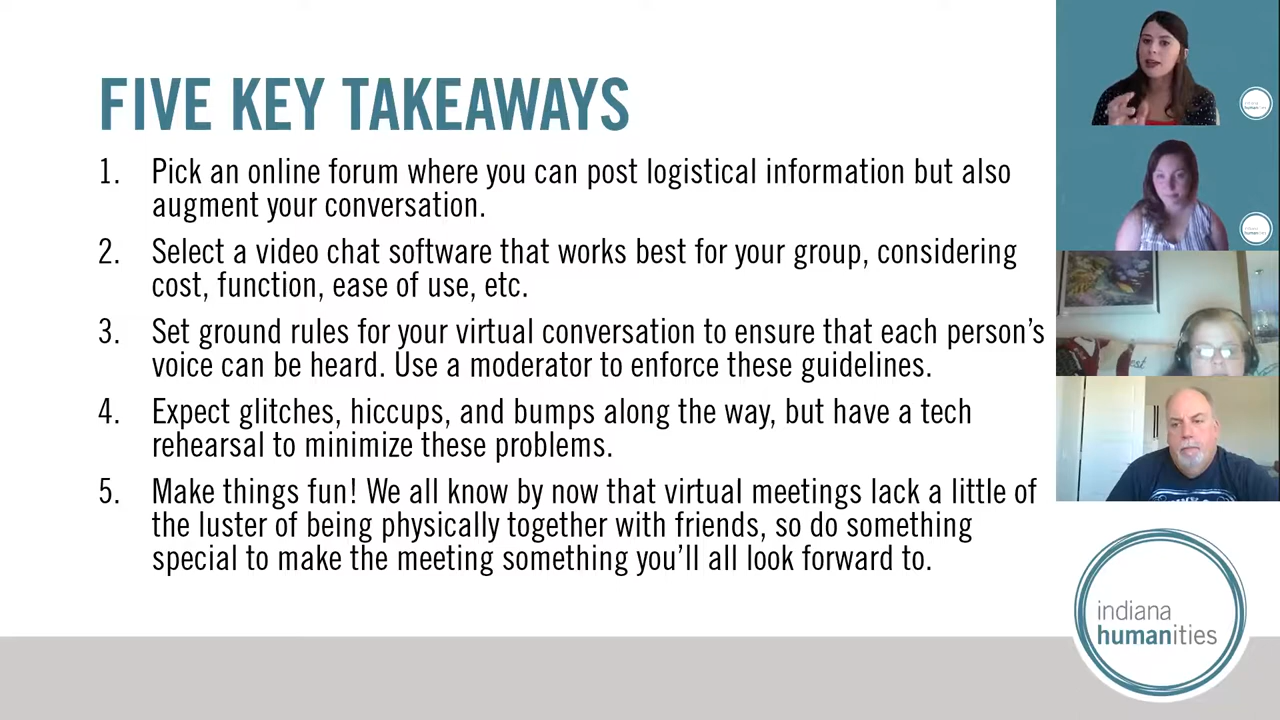 FIVE KEY TAKEAWAYS
1. Pick an online forum where you can post logistical information but also
augment your conversation.
2. Select a video chat software that works best for your group, considering
cost, function, ease of use, etc.
3. Set ground rules for your virtual conversation to ensure that each person’s
voice can be heard. Use a moderator to enforce these guidelines.
4. Expect glitches, hiccups, and bumps along the way, but have a tech
rehearsal to minimize these problems.
5. Make things fun! We all know by now that virtual meetings lack a little of
the luster of being physically together with friends, so do something
special to make the meeting something you’ll all look forward to.
indiana
humanities